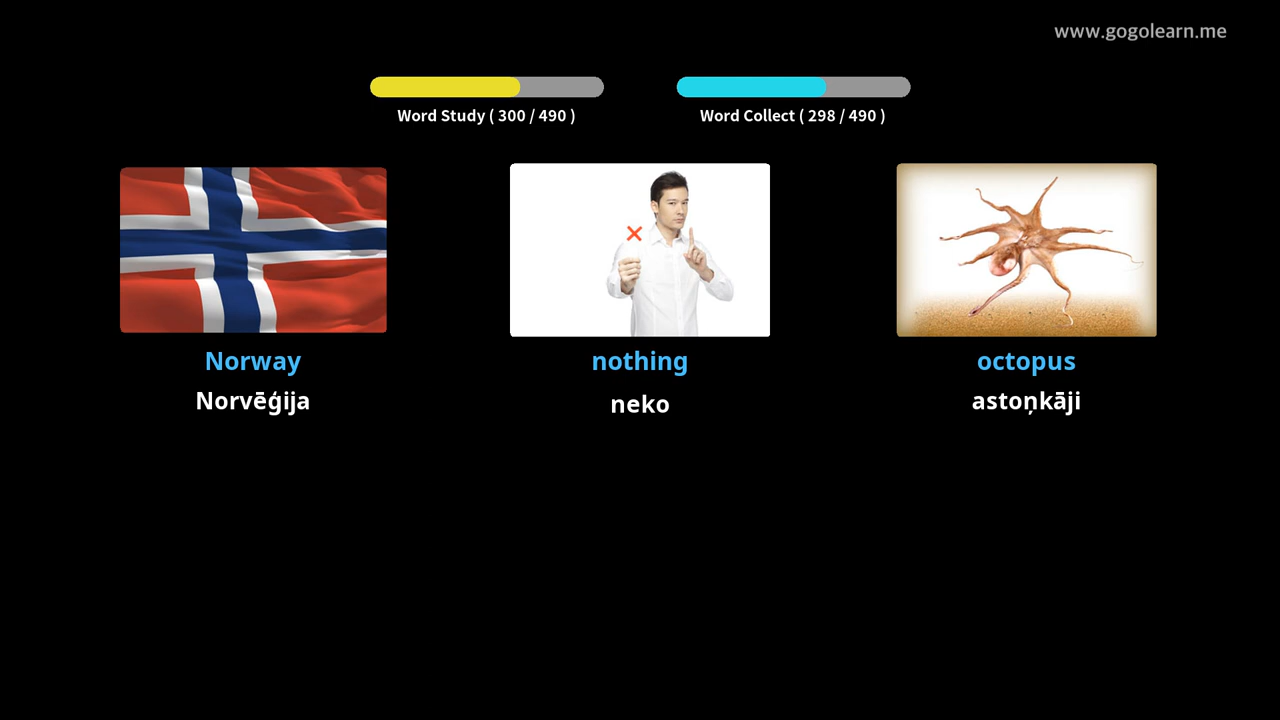 www.gogolearn.me
Word Study ( 300 / 490 )
Word Collect ( 298 / 490 )
Norway
nothing
octopus
Norvēģija
neko
astoņkāji